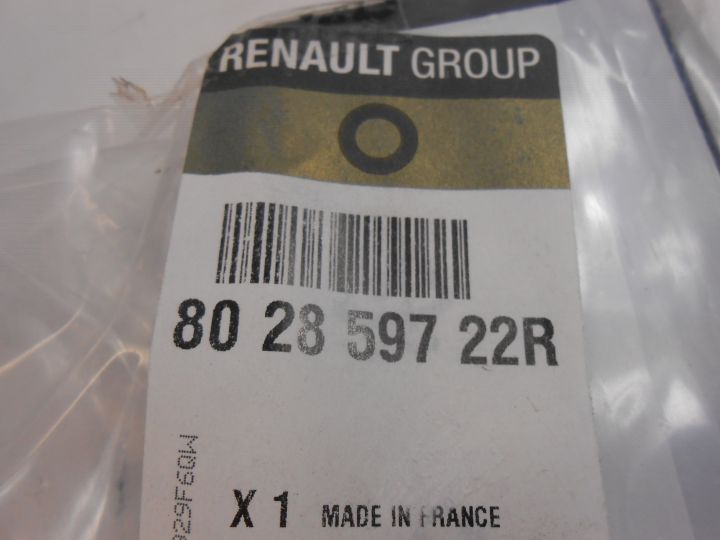 RENAULT GROUP
80 28 597 22R
X 1 MADE IN FRANCE